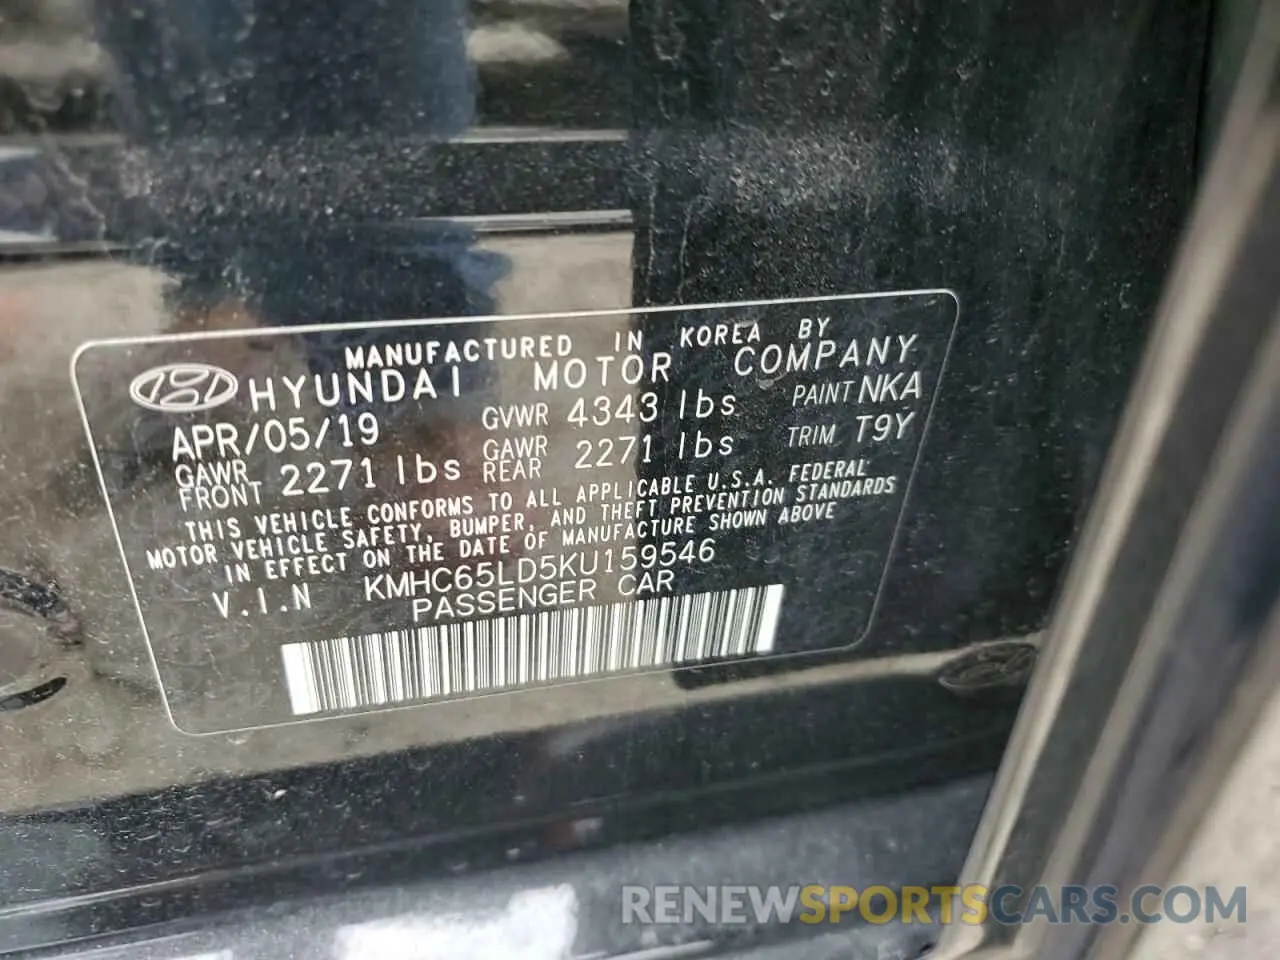 MANUFACTURED IN KOREA BY
HYUNDAI MOTOR COMPANY
APR/05/19 GVWR 4343 lbs PAINT NKA
GAWR FRONT 2271 lbs GAWR REAR 2271 lbs TRIM T9Y
THIS VEHICLE CONFORMS TO ALL APPLICABLE U.S.A. FEDERAL
MOTOR VEHICLE SAFETY, BUMPER, AND THEFT PREVENTION STANDARDS
IN EFFECT ON THE DATE OF MANUFACTURE SHOWN ABOVE
V.I.N KMHC65LD5KU159546
PASSENGER CAR
RENEWSPORTSCARS.COM